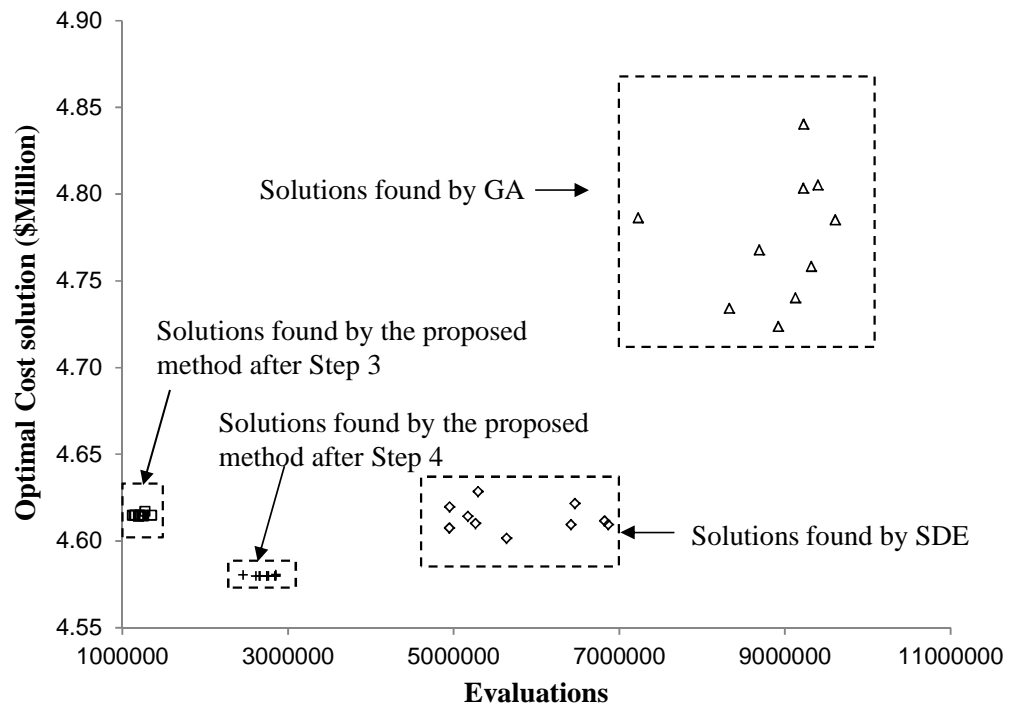 4.90
4.85
4.80
4.75
4.70
4.65
4.60
4.55
Optimal Cost solution ($Million)
Solutions found by GA
Solutions found by the proposed
method after Step 3
Solutions found by the proposed
method after Step 4
Solutions found by SDE
1000000 3000000 5000000 7000000 9000000 11000000
Evaluations